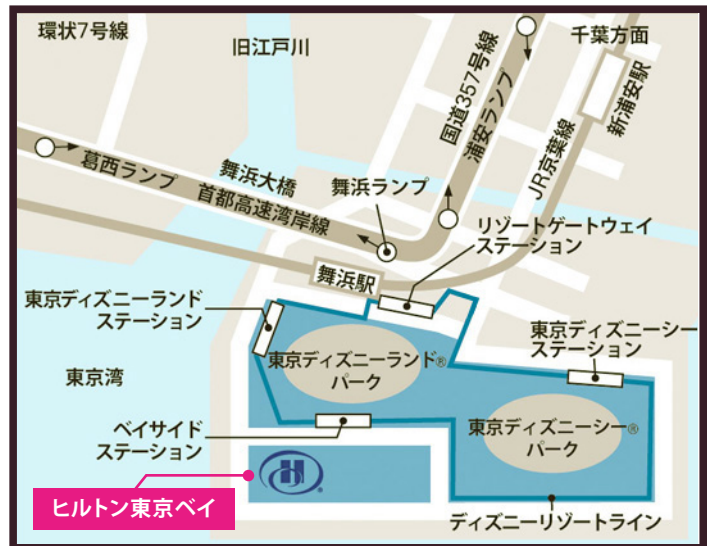 環状7号線
旧江戸川
千葉方面
新浦安駅
国道357号線
浦安ランプ
JR京葉線
葛西ランプ
舞浜大橋
首都高速湾岸線
舞浜ランプ
リゾートゲートウェイ
ステーション
舞浜駅
東京ディズニーランド
ステーション
東京ディズニーシー
ステーション
東京ディズニーランド®
パーク
東京湾
ベイサイド
ステーション
東京ディズニーシー®
パーク
H®
ヒルトン東京ベイ
ディズニーリゾートライン